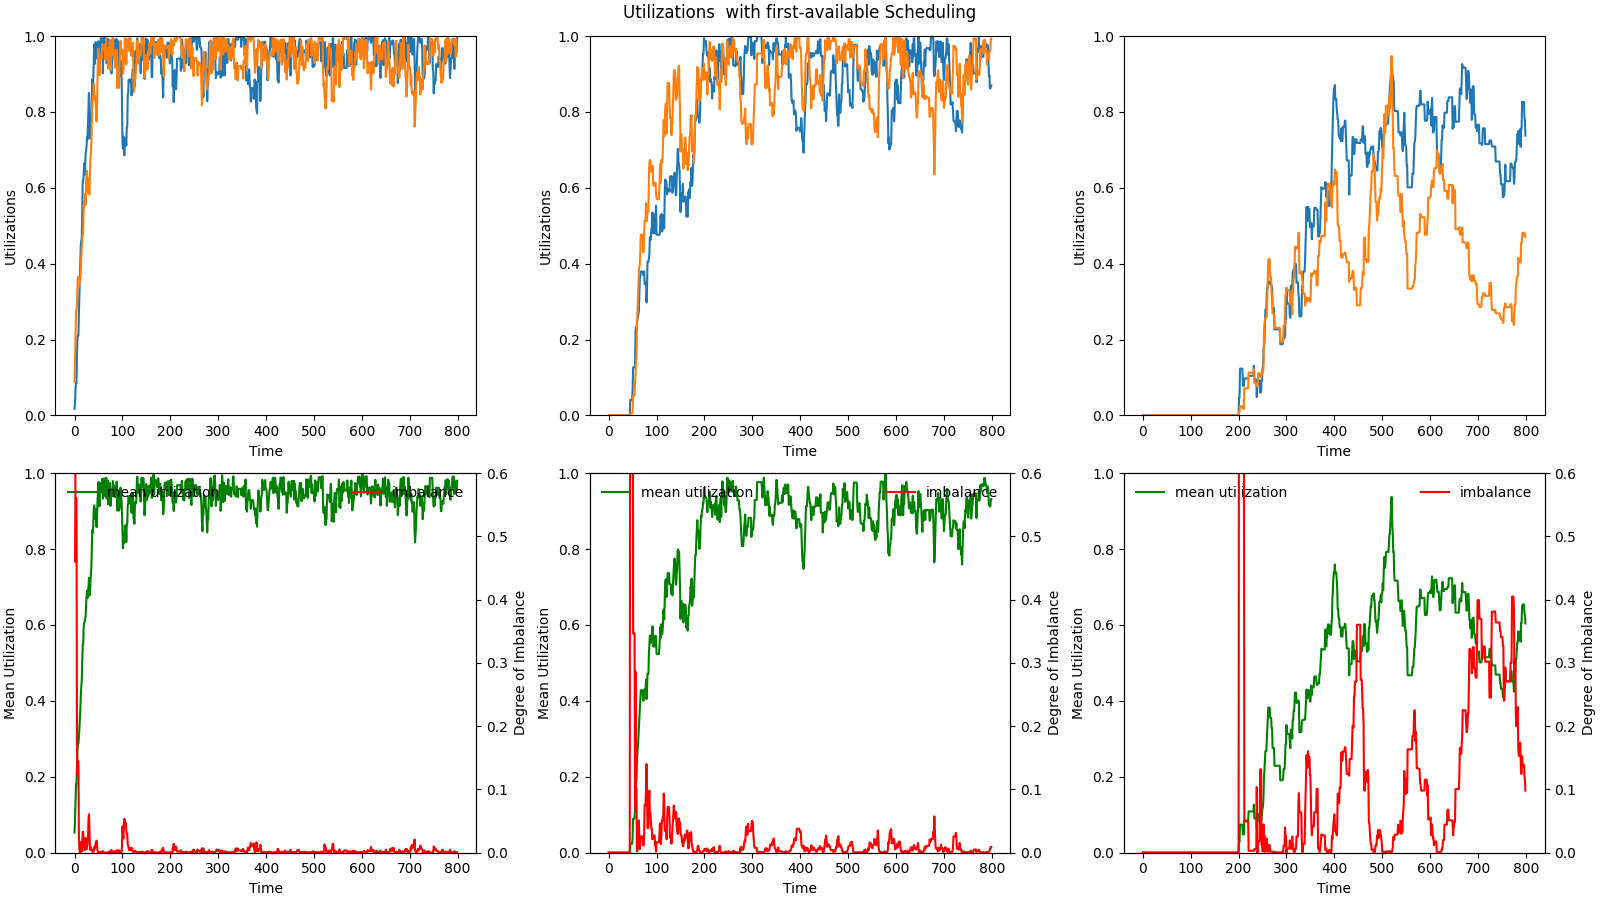 Utilizations  with first-available Scheduling
1.0 0.8 0.6 0.4 0.2 0.0
Utilizations
0 100 200 300 400 500 600 700 800
Time
1.0 0.8 0.6 0.4 0.2 0.0
Utilizations
0 100 200 300 400 500 600 700 800
Time
1.0 0.8 0.6 0.4 0.2 0.0
Utilizations
0 100 200 300 400 500 600 700 800
Time
1.0 0.8 0.6 0.4 0.2 0.0
Mean Utilization
mean utilization
imbalance
0.6 0.5 0.4 0.3 0.2 0.1 0.0
Degree of Imbalance
0 100 200 300 400 500 600 700 800
Time
1.0 0.8 0.6 0.4 0.2 0.0
Mean Utilization
mean utilization
imbalance
0.6 0.5 0.4 0.3 0.2 0.1 0.0
Degree of Imbalance
0 100 200 300 400 500 600 700 800
Time
1.0 0.8 0.6 0.4 0.2 0.0
Mean Utilization
mean utilization
imbalance
0.6 0.5 0.4 0.3 0.2 0.1 0.0
Degree of Imbalance
0 100 200 300 400 500 600 700 800
Time